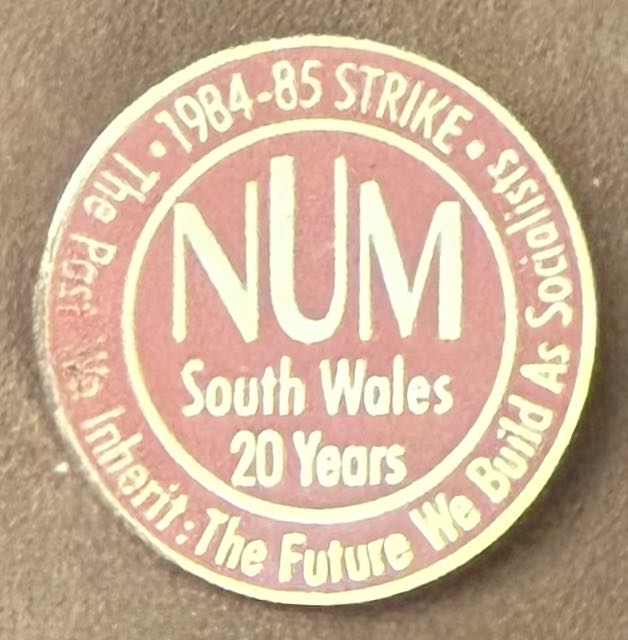 • 1984-85 STRIKE •
The Past We Inherit: The Future We Build As Socialists
NUM
South Wales
20 Years